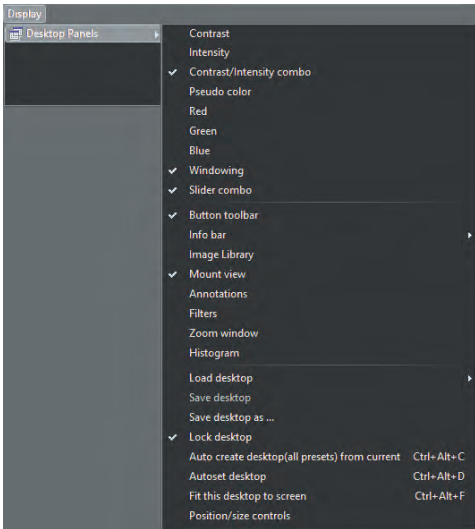 Display
Desktop Panels
Contrast
Intensity
Contrast/Intensity combo
Pseudo color
Red
Green
Blue
Windowing
Slider combo
Button toolbar
Info bar
Image Library
Mount view
Annotations
Filters
Zoom window
Histogram
Load desktop
Save desktop
Save desktop as ...
Lock desktop
Auto create desktop(all presets) from current Ctrl+Alt+C
Autoset desktop Ctrl+Alt+D
Fit this desktop to screen Ctrl+Alt+F
Position/size controls